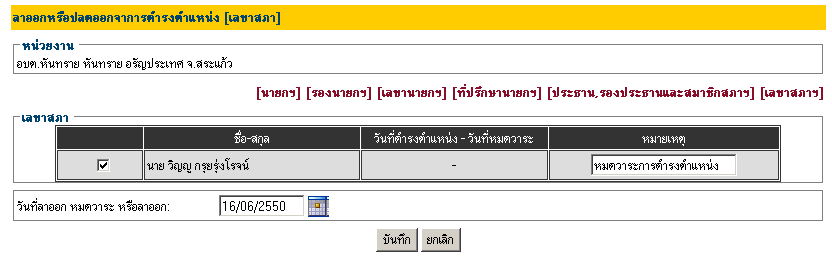 ลาออกหรือปลดออกจาการดำรงตำแหน่ง [เลขาสภา]
หน่วยงาน
อบต.หันทราย หันทราย อรัญประเทศ จ.สระแก้ว
[นายกฯ] [รองนายกฯ] [เลขานายกฯ] [ที่ปรึกษานายกฯ] [ประธาน,รองประธานและสมาชิกสภาฯ] [เลขาสภาฯ]
เลขาสภา
ชื่อ-สกุล วันที่ดำรงตำแหน่ง - วันที่หมดวาระ หมายเหตุ
นาย วิญญู กรุยรุ่งโรจน์ - หมดวาระการดำรงตำแหน่ง
วันที่ลาออก หมดวาระ หรือลาออก: 16/06/2550
บันทึก ยกเลิก